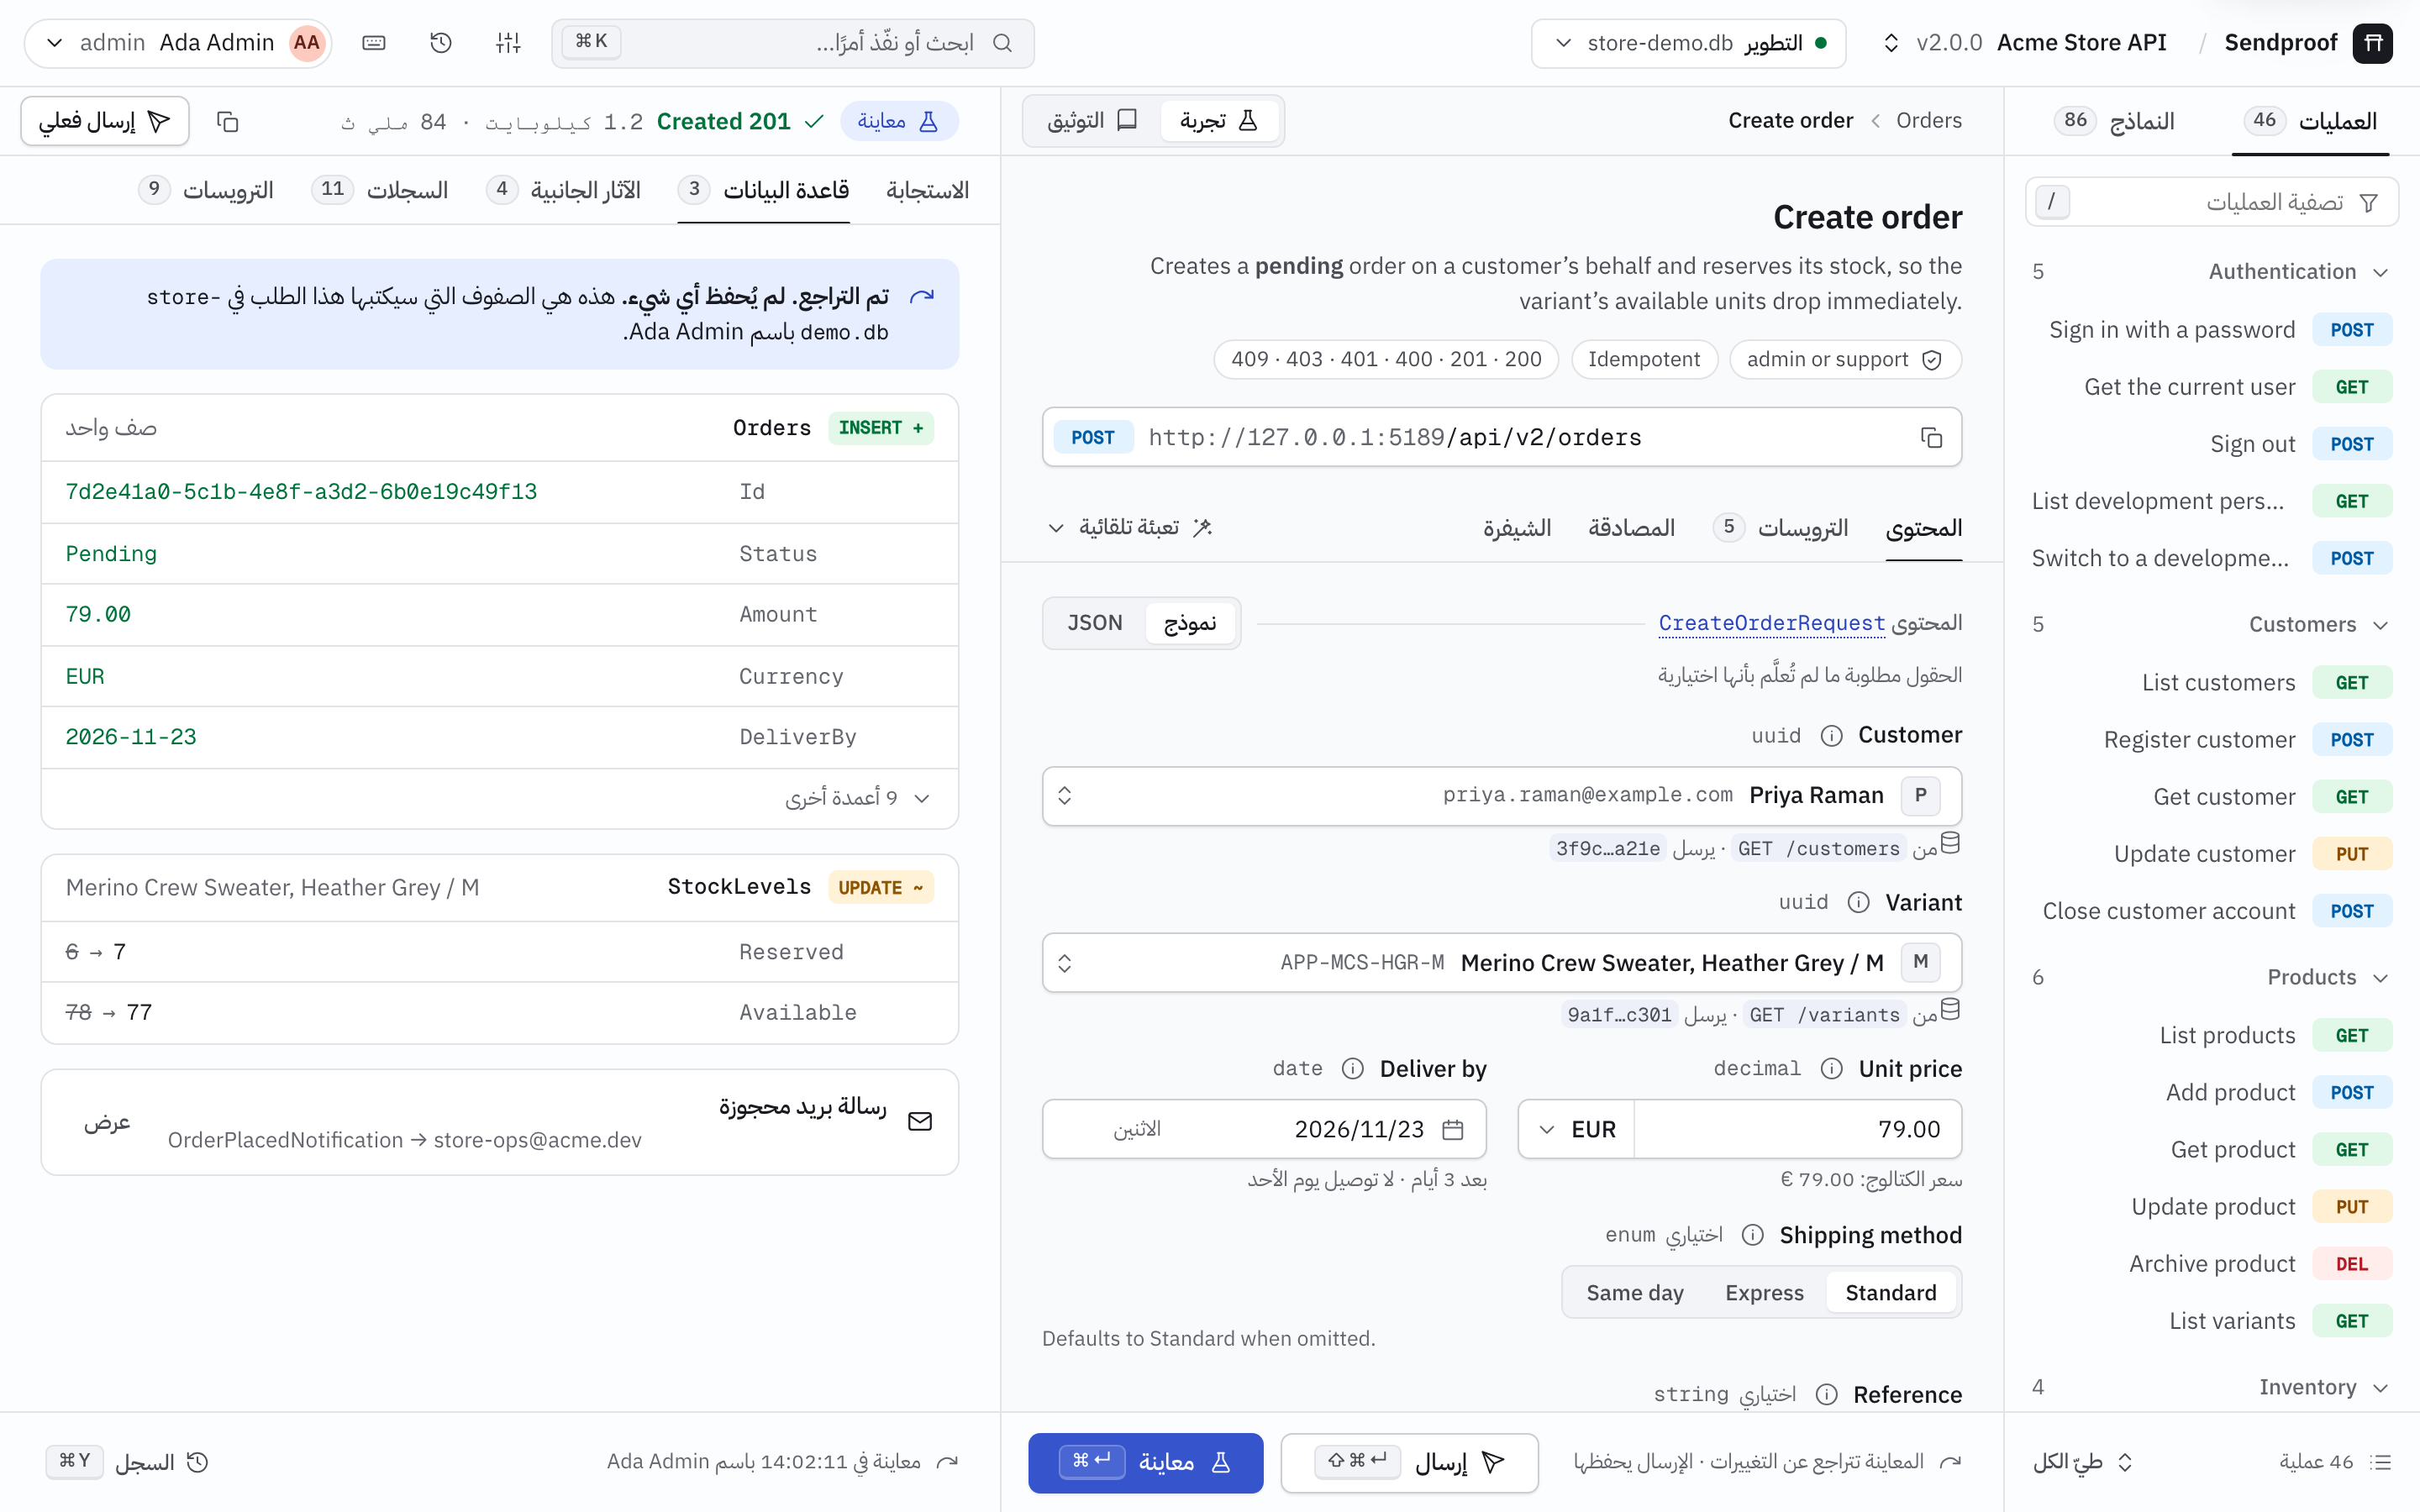 Sendproof / Acme Store API v2.0.0
التطوير store-demo.db
ابحث أو نفّذ أمرًا... ⌘K
AA Ada Admin admin
العمليات 46
النماذج 86
تصفية العمليات /
Authentication 5
POST Sign in with a password
GET Get the current user
POST Sign out
GET List development pers...
POST Switch to a developme...
Customers 5
GET List customers
POST Register customer
GET Get customer
PUT Update customer
POST Close customer account
Products 6
GET List products
POST Add product
GET Get product
PUT Update product
DEL Archive product
GET List variants
Inventory 4
46 عملية
طيّ الكل
Orders
Create order
تجربة
التوثيق
Create order
Creates a pending order on a customer’s behalf and reserves its stock, so the
variant’s available units drop immediately.
admin or support
Idempotent
200 · 201 · 400 · 401 · 403 · 409
POST http://127.0.0.1:5189/api/v2/orders
المحتوى
الترويسات 5
المصادقة
الشيفرة
تعبئة تلقائية
المحتوى CreateOrderRequest
نموذج
JSON
الحقول مطلوبة ما لم تُعلَّم بأنها اختيارية
Customer uuid
P Priya Raman priya.raman@example.com
من GET /customers · يرسل 3f9c…a21e
Variant uuid
M Merino Crew Sweater, Heather Grey / M APP-MCS-HGR-M
من GET /variants · يرسل 9a1f…c301
Unit price decimal
79.00 EUR
سعر الكتالوج: 79.00 €
Deliver by date
2026/11/23 الاثنين
بعد 3 أيام · لا توصيل يوم الأحد
Shipping method اختياري enum
Standard
Express
Same day
Defaults to Standard when omitted.
Reference اختياري string
المعاينة تتراجع عن التغييرات · الإرسال يحفظها
إرسال ⇧⌘↵
معاينة ⌘↵
معاينة
Created 201
1.2 كيلوبايت · 84 ملي ث
إرسال فعلي
الاستجابة
قاعدة البيانات 3
الآثار الجانبية 4
السجلات 11
الترويسات 9
تم التراجع. لم يُحفظ أي شيء. هذه هي الصفوف التي سيكتبها هذا الطلب في store-
demo.db باسم Ada Admin.
+ INSERT Orders صف واحد
Id 7d2e41a0-5c1b-4e8f-a3d2-6b0e19c49f13
Status Pending
Amount 79.00
Currency EUR
DeliverBy 2026-11-23
9 أعمدة أخرى
~ UPDATE StockLevels Merino Crew Sweater, Heather Grey / M
Reserved 6 → 7
Available 78 → 77
رسالة بريد محجوزة
OrderPlacedNotification → store-ops@acme.dev
عرض
معاينة في 14:02:11 باسم Ada Admin
السجل ⌘Y